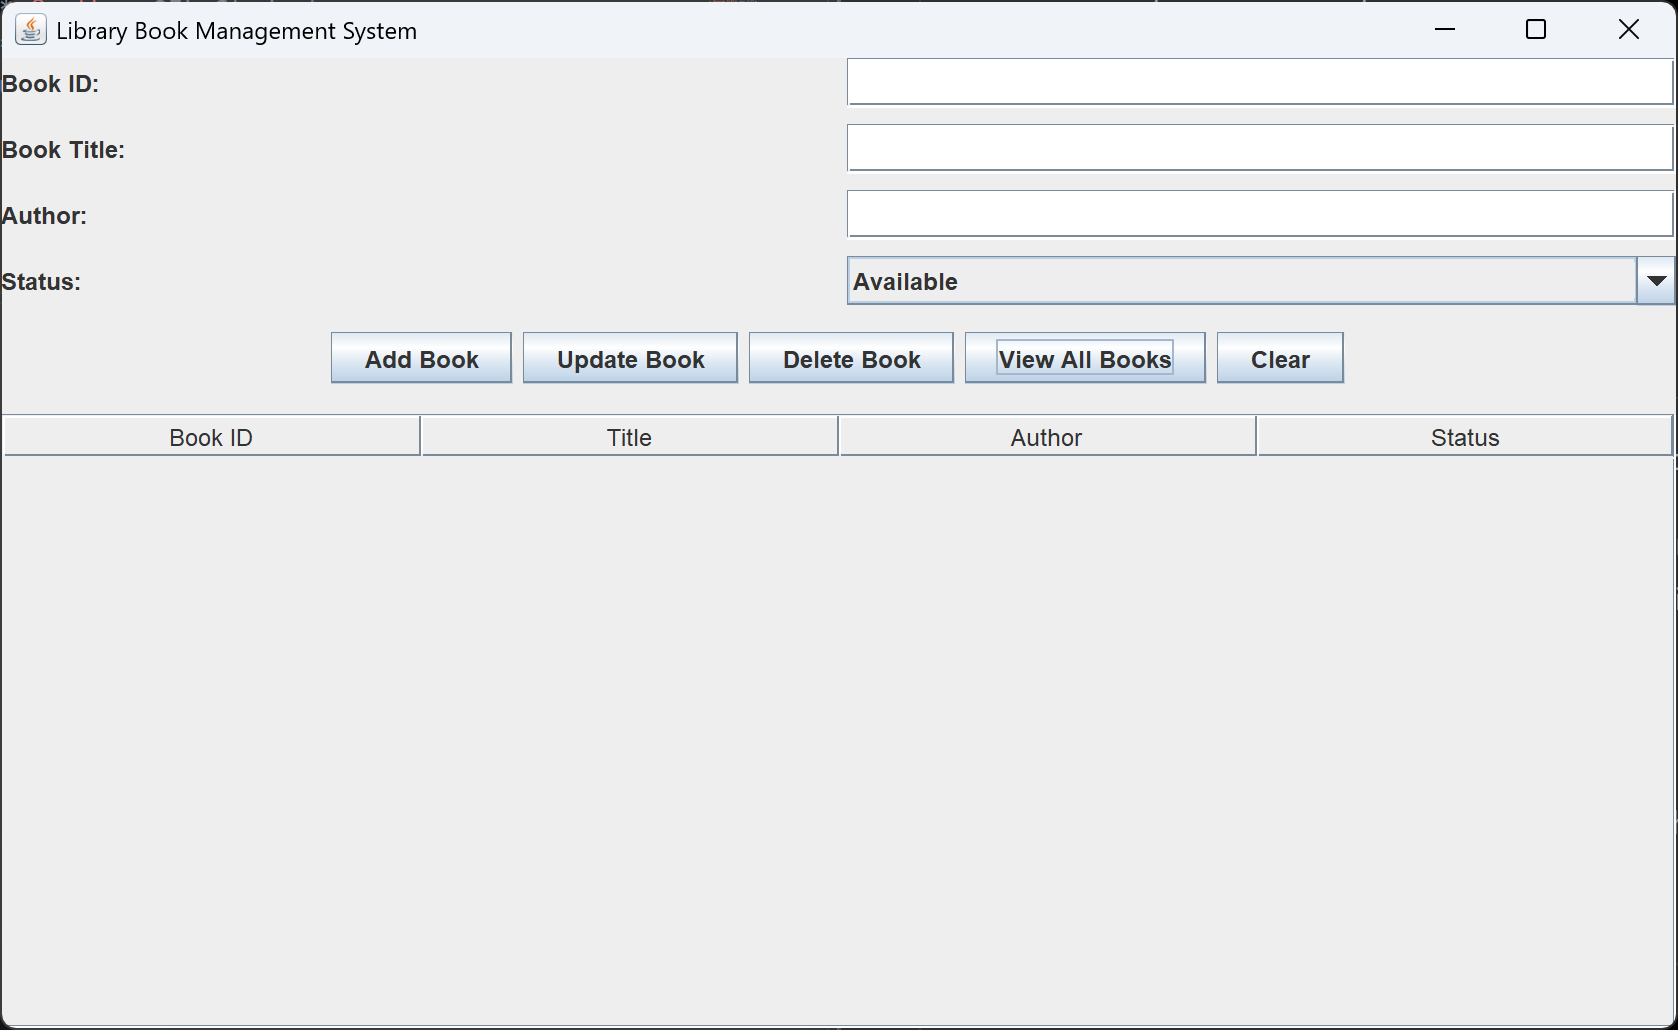 Library Book Management System
Book ID:
Book Title:
Author:
Status:
Available
Add Book
Update Book
Delete Book
View All Books
Clear
Book ID
Title
Author
Status